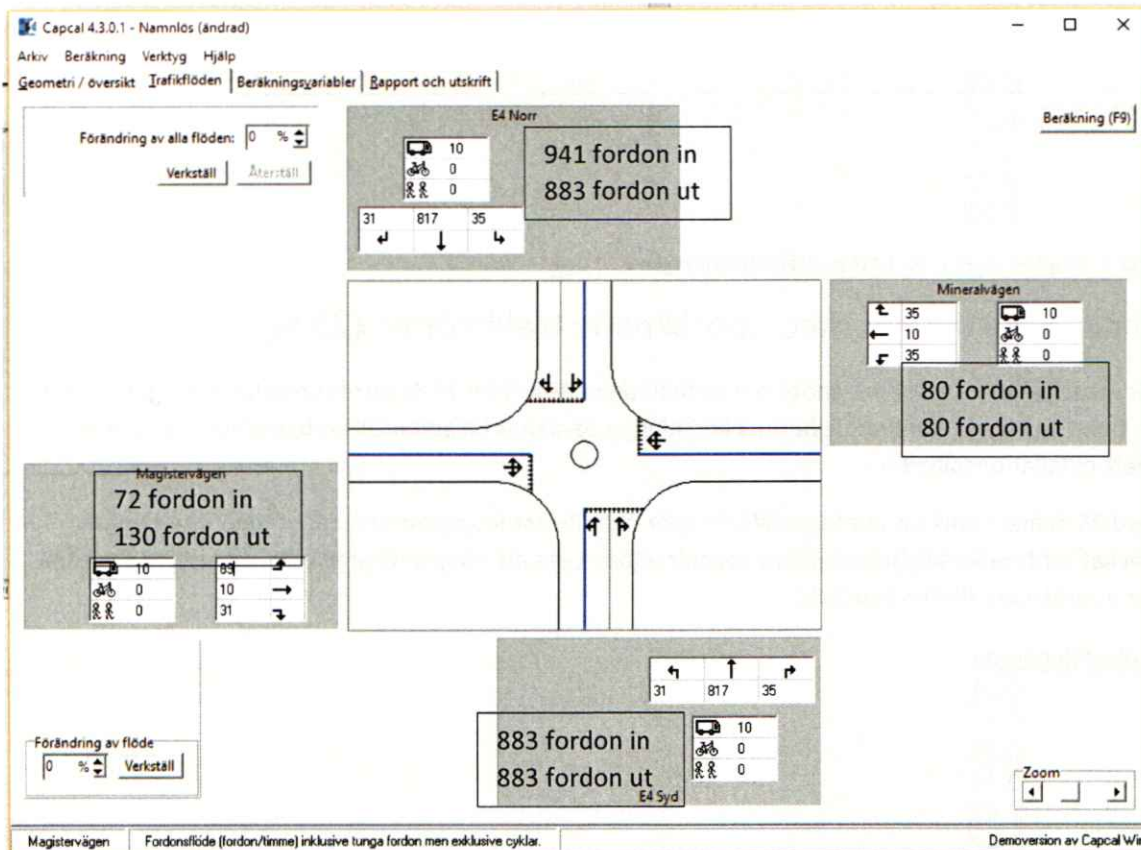 Capcal 4.3.0.1 - Namnlös (ändrad)
Arkiv Beräkning Verktyg Hjälp
Geometri / översikt Trafikflöden Beräkningsvariabler Rapport och utskrift
Förändring av alla flöden: 0 %
Verkställ Återställ
Beräkning (F9)
E4 Norr
10
0
0
941 fordon in
883 fordon ut
31 817 35
Mineralvägen
35 10
10 0
35 0
80 fordon in
80 fordon ut
Magistervägen
72 fordon in
130 fordon ut
10 89
0 10
0 31
31 817 35
10
0
0
883 fordon in
883 fordon ut
E4 Syd
Förändring av flöde
0 % Verkställ
Zoom
Magistervägen Fordonsflöde (fordon/timme) inklusive tunga fordon men exklusive cyklar. Demoversion av Capcal Win